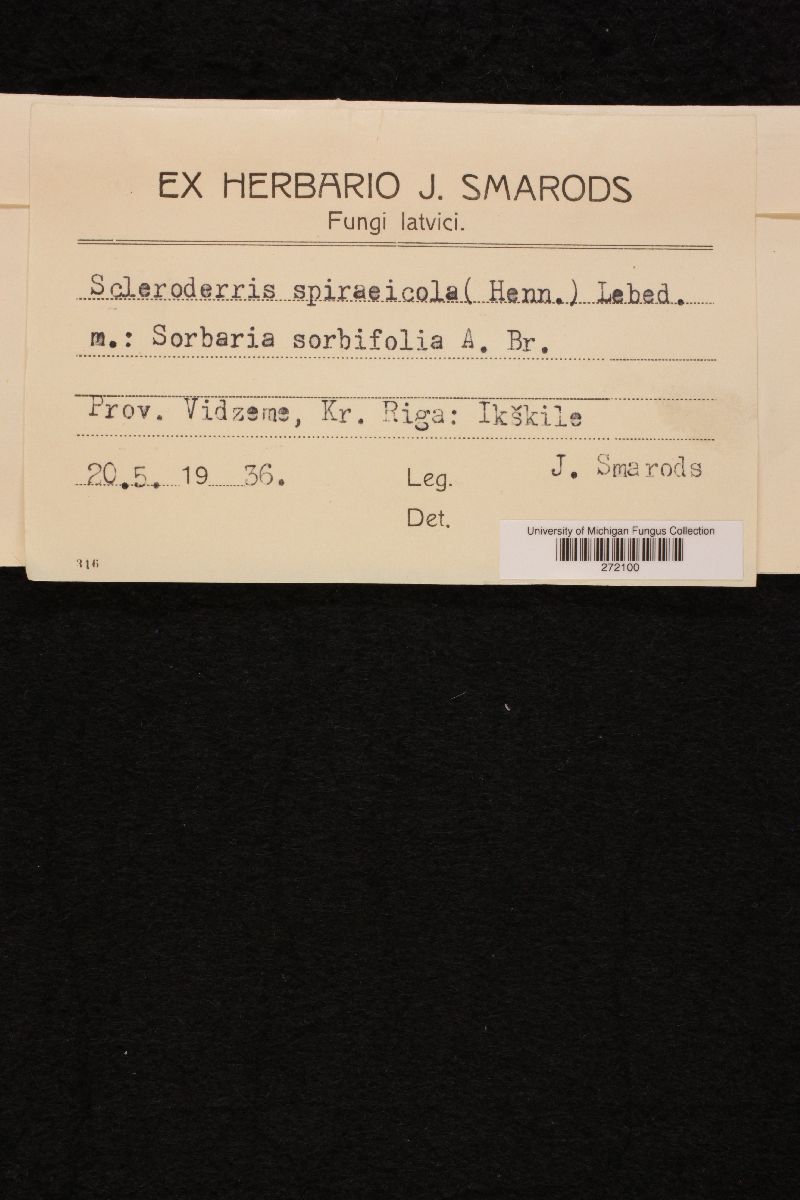 EX HERBARIO J. SMARODS
Fungi latvici.
Scleroderris spiraeicola( Henn.) Lebed.
m.: Sorbaria sorbifolia A. Br.
Prov. Vidzeme, Kr. Riga: Ikškile
20.5. 19 36. Leg. J. Smarods
Det.
University of Michigan Fungus Collection
272100
316